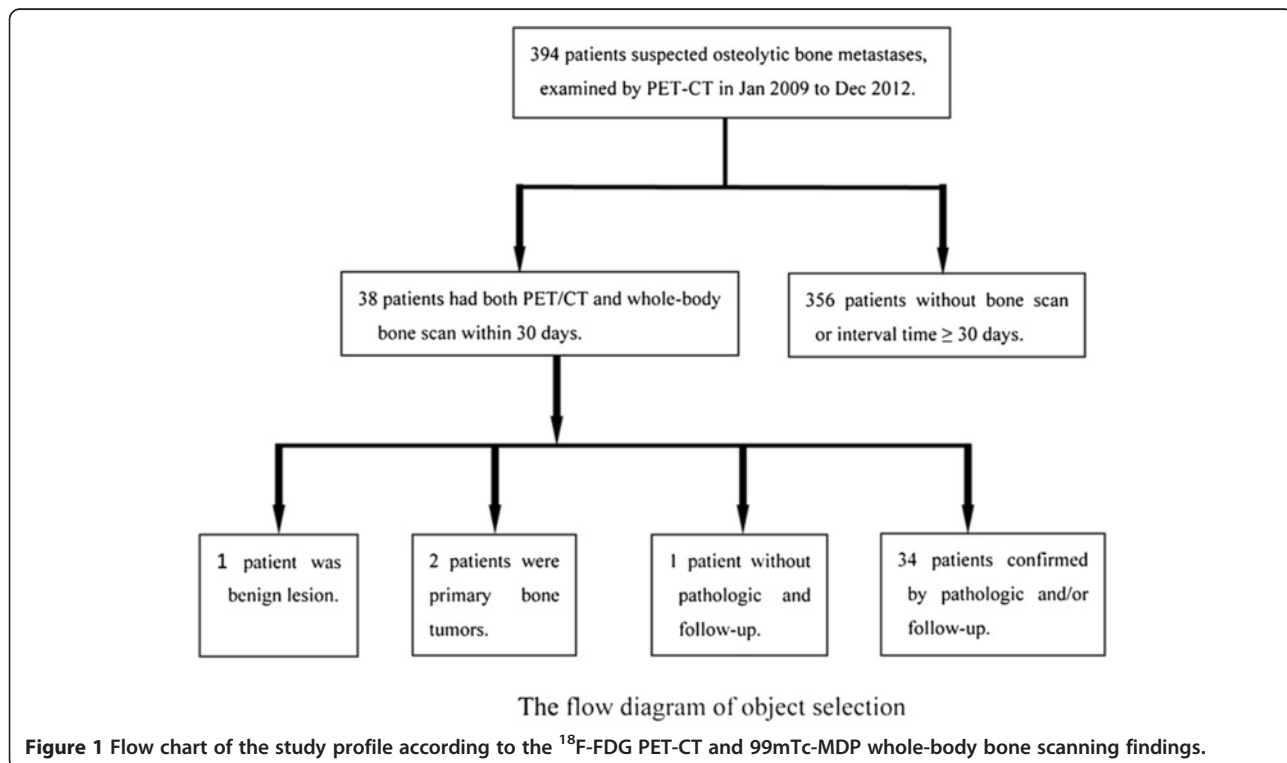 394 patients suspected osteolytic bone metastases,
examined by PET-CT in Jan 2009 to Dec 2012.
38 patients had both PET/CT and whole-body
bone scan within 30 days.
356 patients without bone scan
or interval time ≥ 30 days.
1 patient was
benign lesion.
2 patients were
primary bone
tumors.
1 patient without
pathologic and
follow-up.
34 patients confirmed
by pathologic and/or
follow-up.
The flow diagram of object selection
Figure 1 Flow chart of the study profile according to the ¹⁸F-FDG PET-CT and 99mTc-MDP whole-body bone scanning findings.